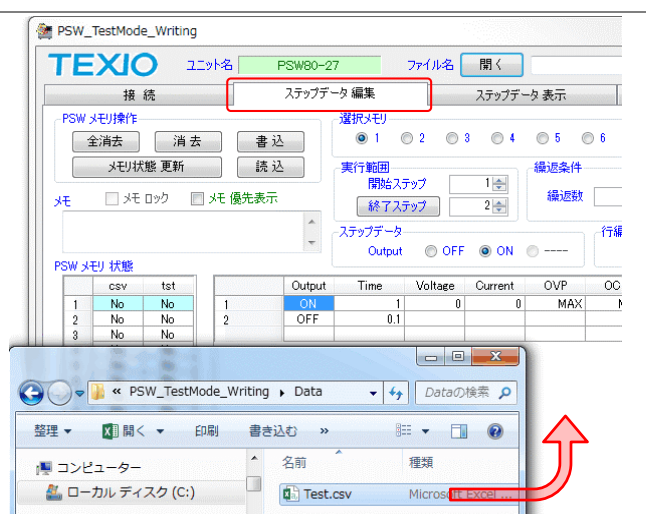 PSW_TestMode_Writing
TEXIO ユニット名 PSW80-27 ファイル名 開く
接 続 ステップデータ 編集 ステップデータ 表示
PSW メモリ操作 選択メモリ
全消去 消 去 書 込 1 2 3 4 5 6
メモリ状態 更新 読 込 実行範囲 繰返条件
開始ステップ 1 繰返数
メモ メモ ロック メモ 優先表示 終了ステップ 2
ステップデータ 行編
Output OFF ON ----
PSW メモリ 状態
csv tst Output Time Voltage Current OVP OC
1 No No 1 ON 1 0 0 MAX
2 No No 2 OFF 0.1
3 No No
« PSW_TestMode_Writing Data Dataの検索
整理 開く 印刷 書き込む »
コンピューター 名前 種類
ローカル ディスク (C:) Test.csv Microsoft Excel ...